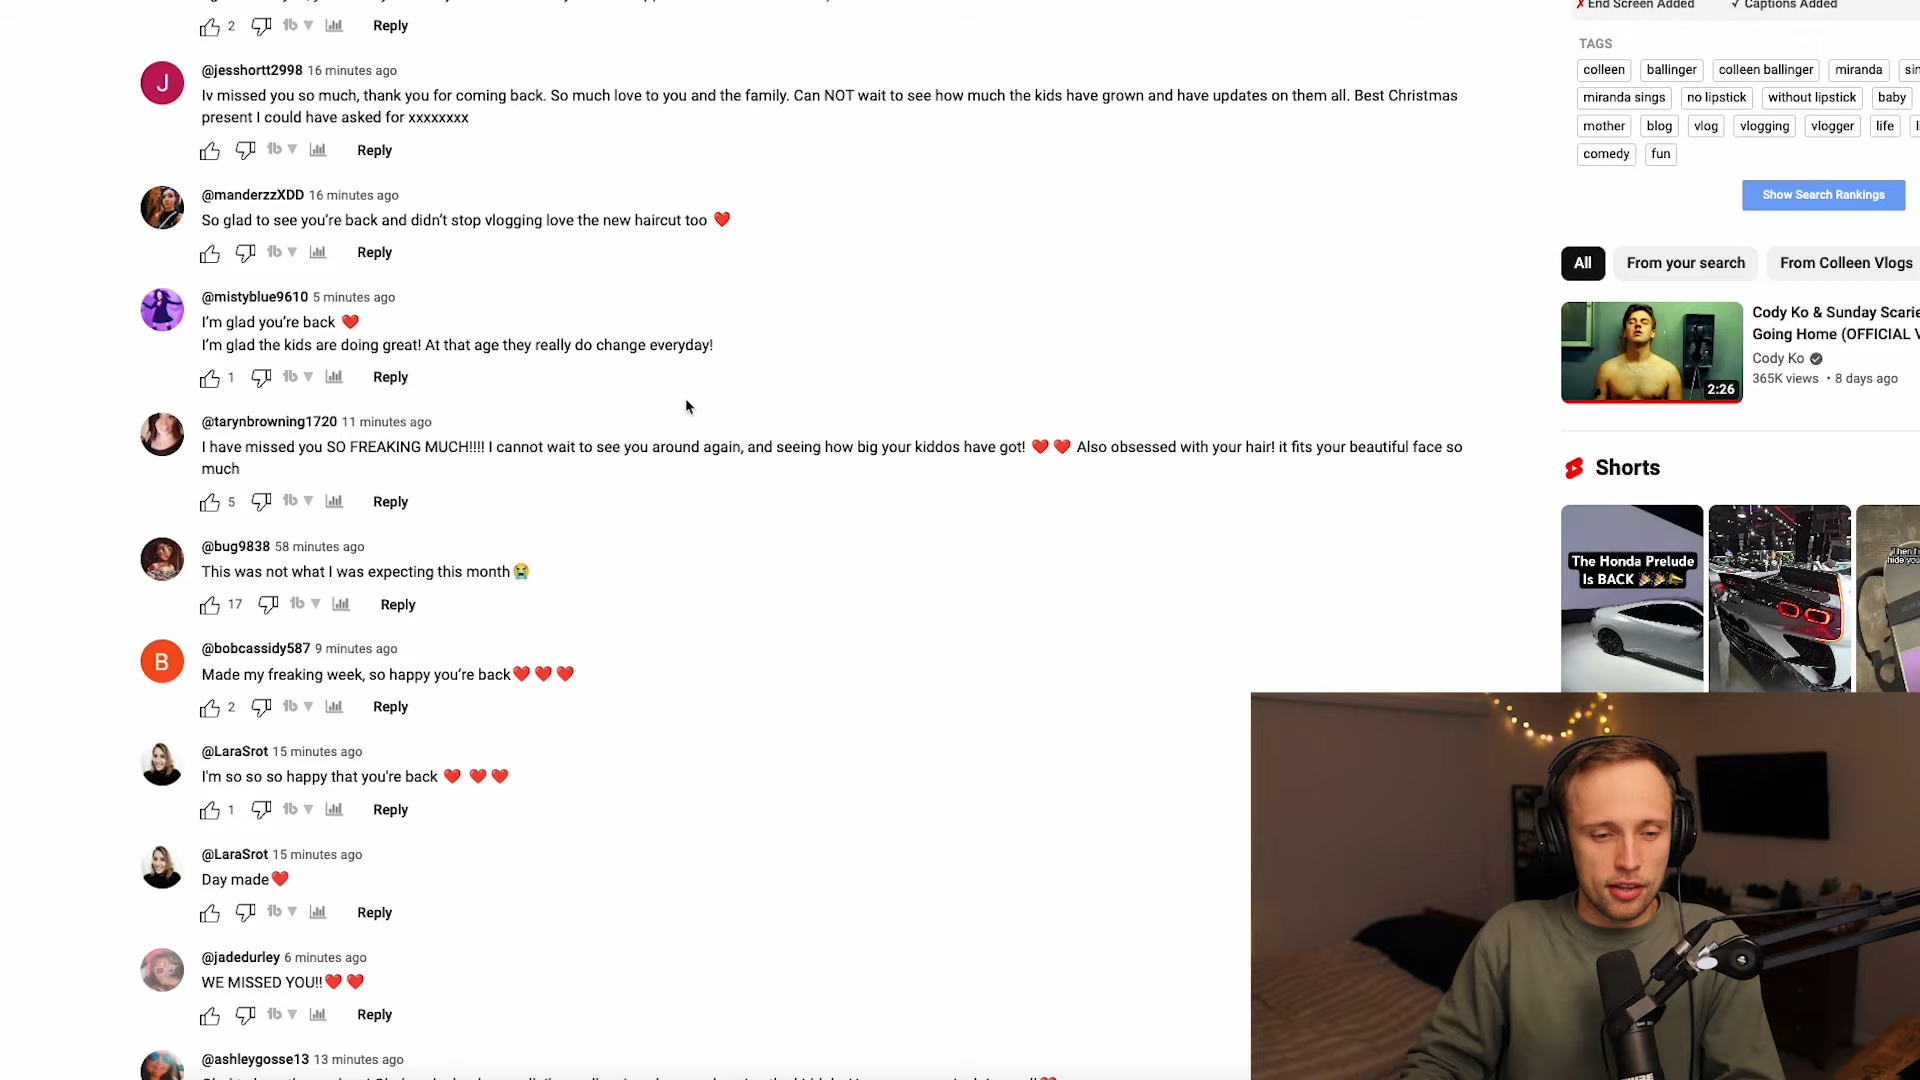 2 Reply
@jesshortt2998 16 minutes ago
Iv missed you so much, thank you for coming back. So much love to you and the family. Can NOT wait to see how much the kids have grown and have updates on them all. Best Christmas
present I could have asked for xxxxxxxx
Reply
@manderzzXDD 16 minutes ago
So glad to see you're back and didn't stop vlogging love the new haircut too ❤️
Reply
@mistyblue9610 5 minutes ago
I'm glad you're back ❤️
I'm glad the kids are doing great! At that age they really do change everyday!
1 Reply
@tarynbrowning1720 11 minutes ago
I have missed you SO FREAKING MUCH!!!! I cannot wait to see you around again, and seeing how big your kiddos have got! ❤️ ❤️ Also obsessed with your hair! it fits your beautiful face so
much
5 Reply
@bug9838 58 minutes ago
This was not what I was expecting this month😭
17 Reply
B
@bobcassidy587 9 minutes ago
Made my freaking week, so happy you're back❤️ ❤️ ❤️
2 Reply
@LaraSrot 15 minutes ago
I'm so so so happy that you're back ❤️ ❤️ ❤️
1 Reply
@LaraSrot 15 minutes ago
Day made❤️
Reply
@jadedurley 6 minutes ago
WE MISSED YOU!!❤️ ❤️
Reply
@ashleygosse13 13 minutes ago
J
✗ End Screen Added ✓ Captions Added
TAGS
colleen ballinger colleen ballinger miranda
miranda sings no lipstick without lipstick baby
mother blog vlog vlogging vlogger life
comedy fun
Show Search Rankings
All From your search From Colleen Vlogs
Cody Ko & Sunday Scarie
Going Home (OFFICIAL V
Cody Ko
365K views • 8 days ago
2:26
Shorts
The Honda Prelude
Is BACK 🎉🎉🎉